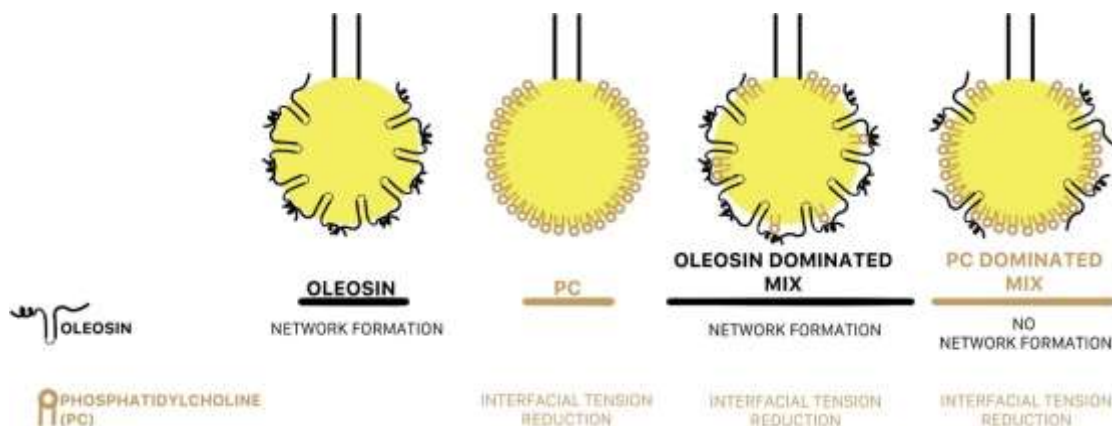 OLEOSIN DOMINATED
MIX
PC DOMINATED
MIX
OLEOSIN
PC
OLEOSIN
NETWORK FORMATION
NETWORK FORMATION
NO
NETWORK FORMATION
PHOSPHATIDYLCHOLINE
(PC)
INTERFACIAL TENSION
REDUCTION
INTERFACIAL TENSION
REDUCTION
INTERFACIAL TENSION
REDUCTION